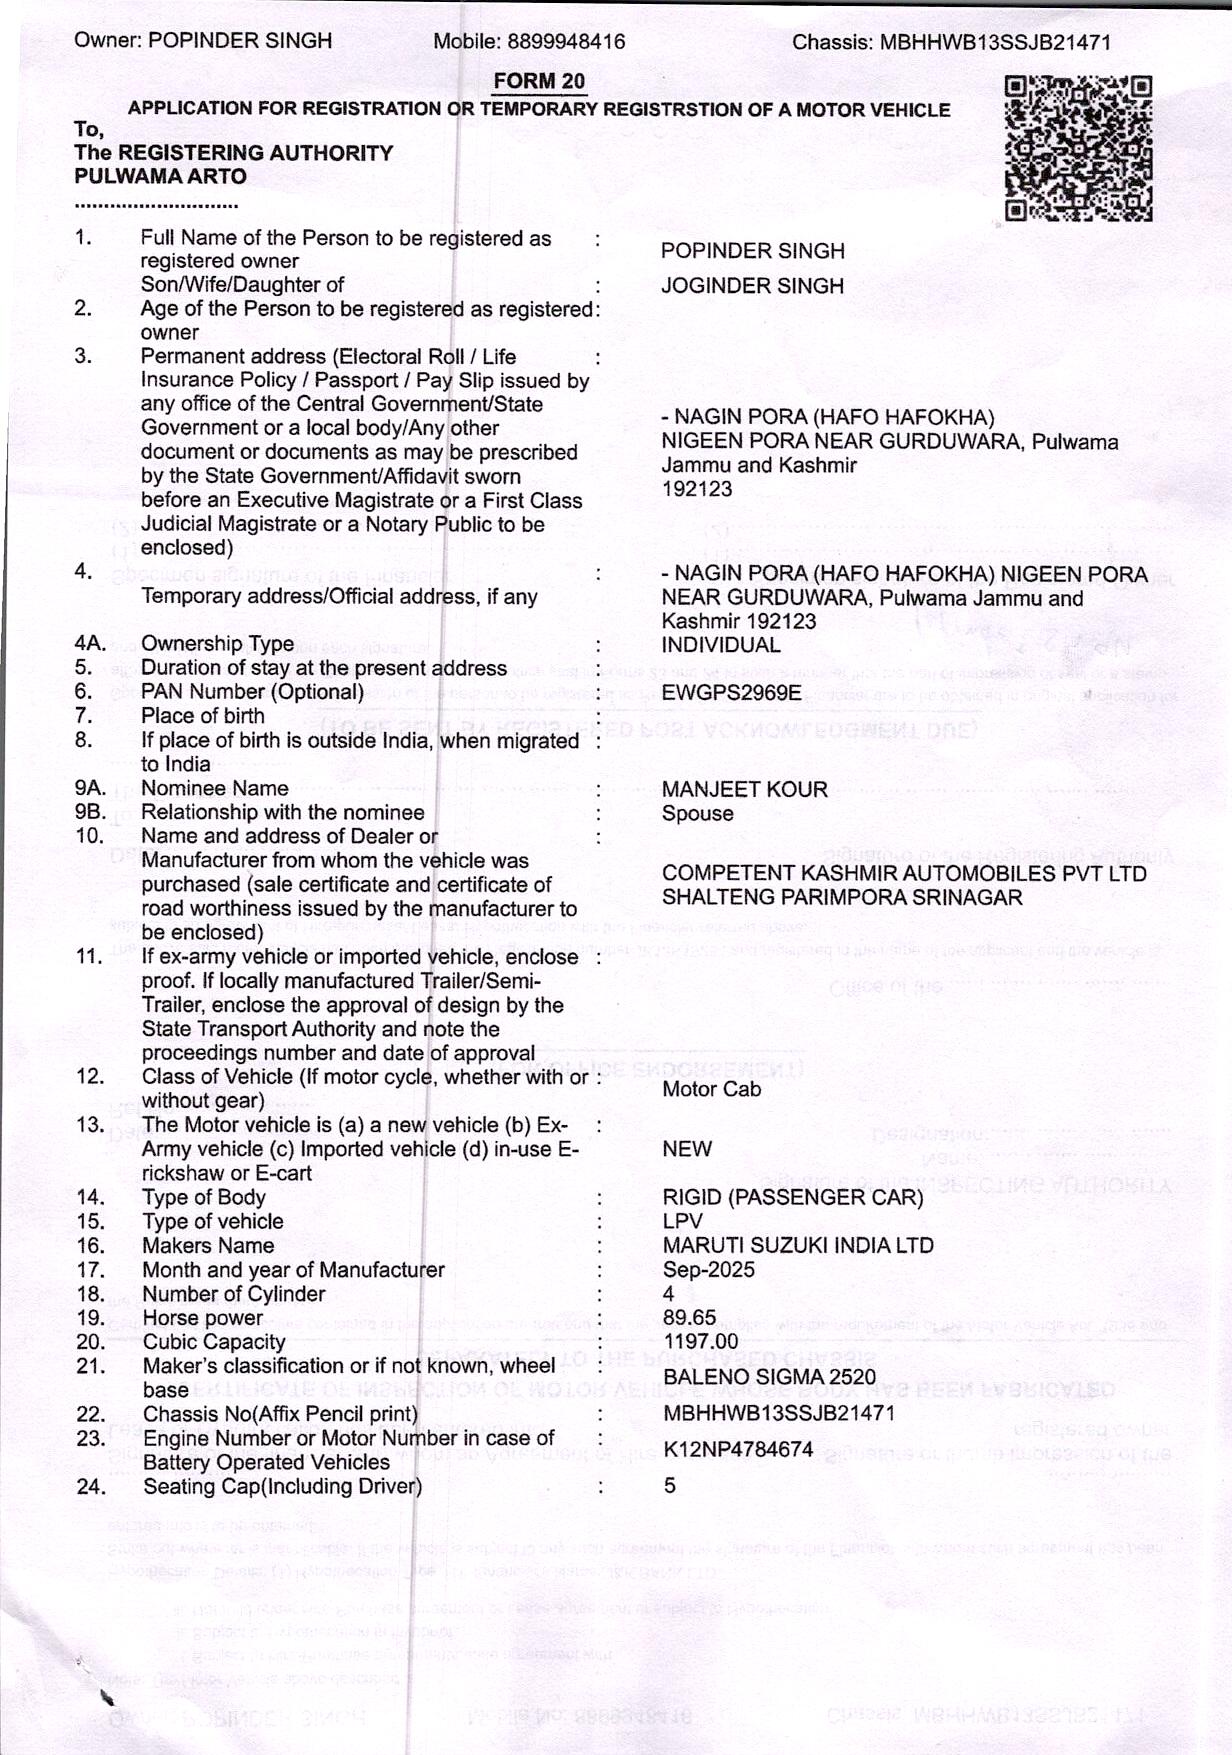 Owner: POPINDER SINGH Mobile: 8899948416 Chassis: MBHHWB13SSJB21471
FORM 20
APPLICATION FOR REGISTRATION OR TEMPORARY REGISTRSTION OF A MOTOR VEHICLE
To,
The REGISTERING AUTHORITY
PULWAMA ARTO
............................
1. Full Name of the Person to be registered as : POPINDER SINGH
registered owner
Son/Wife/Daughter of : JOGINDER SINGH
2. Age of the Person to be registered as registered:
owner
3. Permanent address (Electoral Roll / Life :
Insurance Policy / Passport / Pay Slip issued by
any office of the Central Government/State - NAGIN PORA (HAFO HAFOKHA)
Government or a local body/Any other NIGEEN PORA NEAR GURDUWARA, Pulwama
document or documents as may be prescribed Jammu and Kashmir
by the State Government/Affidavit sworn 192123
before an Executive Magistrate or a First Class
Judicial Magistrate or a Notary Public to be
enclosed)
4. : - NAGIN PORA (HAFO HAFOKHA) NIGEEN PORA
Temporary address/Official address, if any NEAR GURDUWARA, Pulwama Jammu and
Kashmir 192123
4A. Ownership Type : INDIVIDUAL
5. Duration of stay at the present address :
6. PAN Number (Optional) : EWGPS2969E
7. Place of birth :
8. If place of birth is outside India, when migrated :
to India
9A. Nominee Name : MANJEET KOUR
9B. Relationship with the nominee : Spouse
10. Name and address of Dealer or :
Manufacturer from whom the vehicle was COMPETENT KASHMIR AUTOMOBILES PVT LTD
purchased (sale certificate and certificate of SHALTENG PARIMPORA SRINAGAR
road worthiness issued by the manufacturer to
be enclosed)
11. If ex-army vehicle or imported vehicle, enclose :
proof. If locally manufactured Trailer/Semi-
Trailer, enclose the approval of design by the
State Transport Authority and note the
proceedings number and date of approval
12. Class of Vehicle (If motor cycle, whether with or : Motor Cab
without gear)
13. The Motor vehicle is (a) a new vehicle (b) Ex- :
Army vehicle (c) Imported vehicle (d) in-use E- NEW
rickshaw or E-cart
14. Type of Body : RIGID (PASSENGER CAR)
15. Type of vehicle : LPV
16. Makers Name : MARUTI SUZUKI INDIA LTD
17. Month and year of Manufacturer : Sep-2025
18. Number of Cylinder : 4
19. Horse power : 89.65
20. Cubic Capacity : 1197.00
21. Maker's classification or if not known, wheel : BALENO SIGMA 2520
base
22. Chassis No(Affix Pencil print) : MBHHWB13SSJB21471
23. Engine Number or Motor Number in case of : K12NP4784674
Battery Operated Vehicles
24. Seating Cap(Including Driver) : 5